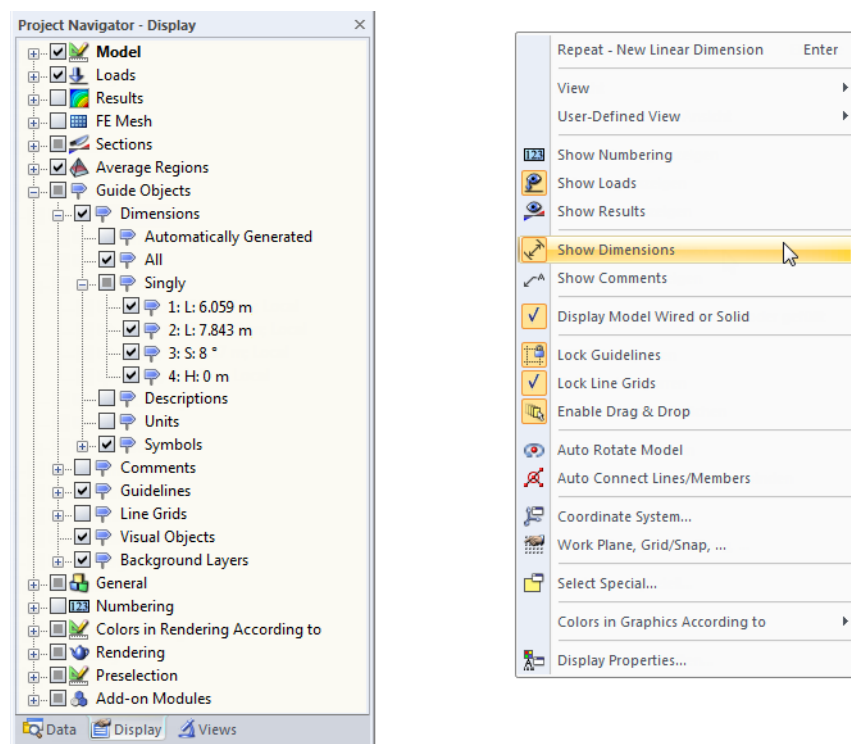 Project Navigator - Display
Model
Loads
Results
FE Mesh
Sections
Average Regions
Guide Objects
Dimensions
Automatically Generated
All
Singly
1: L: 6.059 m
2: L: 7.843 m
3: S: 8 °
4: H: 0 m
Descriptions
Units
Symbols
Comments
Guidelines
Line Grids
Visual Objects
Background Layers
General
123 Numbering
Colors in Rendering According to
Rendering
Preselection
Add-on Modules
Data Display Views
Repeat - New Linear Dimension Enter
View
User-Defined View
123 Show Numbering
Show Loads
Show Results
Show Dimensions
A Show Comments
Display Model Wired or Solid
Lock Guidelines
Lock Line Grids
Enable Drag & Drop
Auto Rotate Model
Auto Connect Lines/Members
Coordinate System...
Work Plane, Grid/Snap, ...
Select Special...
Colors in Graphics According to
Display Properties...